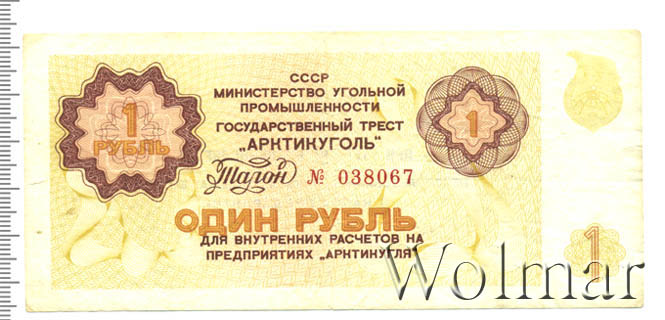 СССР
МИНИСТЕРСТВО УГОЛЬНОЙ
ПРОМЫШЛЕННОСТИ
ГОСУДАРСТВЕННЫЙ ТРЕСТ
„АРКТИКУГОЛЬ"
1
РУБЛЬ
1
Талон № 038067
ОДИН РУБЛЬ
ДЛЯ ВНУТРЕННИХ РАСЧЕТОВ НА
ПРЕДПРИЯТИЯХ „АРКТИКУГЛЯ"
1
Wolmar